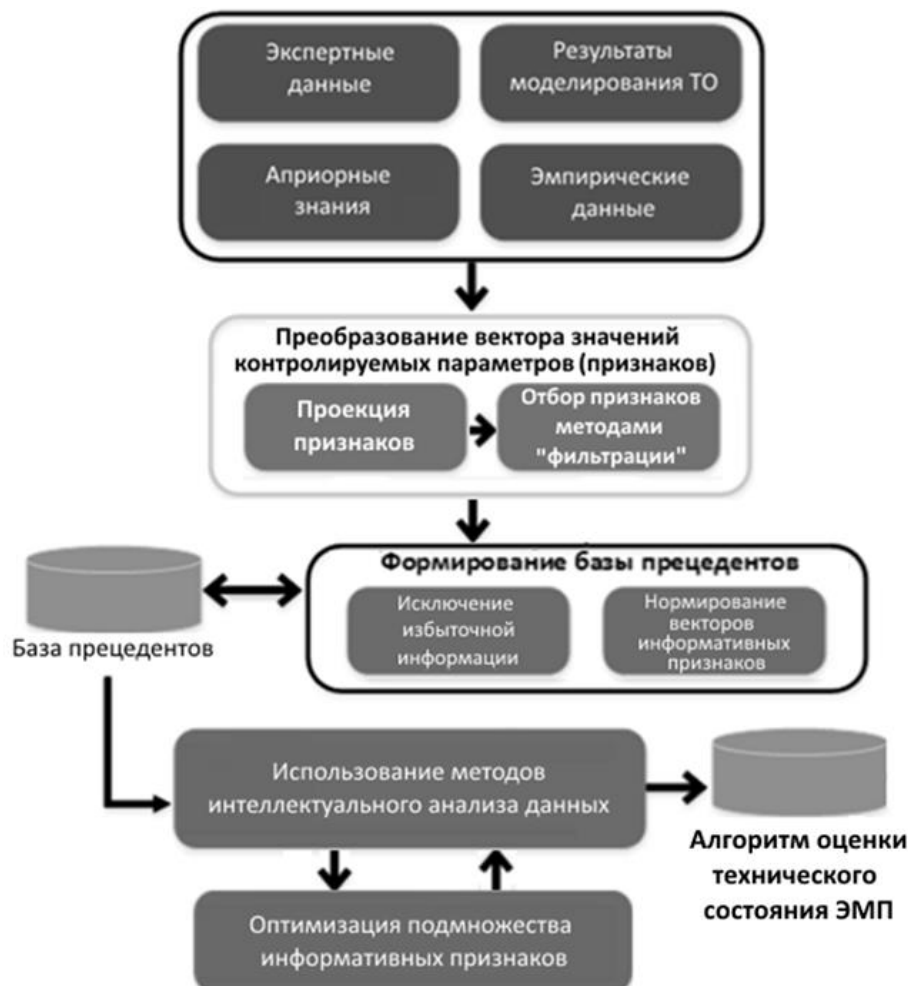 Экспертные
данные
Результаты
моделирования ТО
Априорные
знания
Эмпирические
данные
Преобразование вектора значений
контролируемых параметров (признаков)
Проекция
признаков
Отбор признаков
методами
"фильтрации"
Формирование базы прецедентов
Исключение
избыточной
информации
Нормирование
векторов
информативных
признаков
База прецедентов
Использование методов
интеллектуального анализа данных
Алгоритм оценки
технического
состояния ЭМП
Оптимизация подмножества
информативных признаков